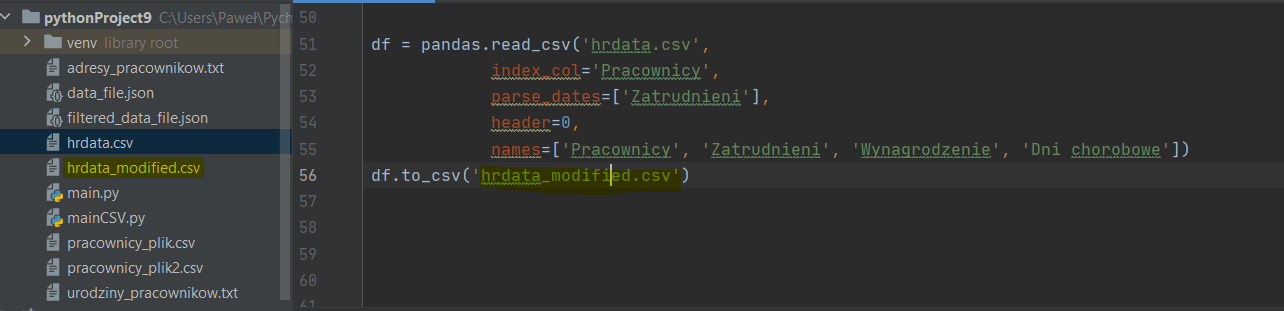 pythonProject9 C:\Users\Paweł\Pych
venv library root
adresy_pracownikow.txt
data_file.json
filtered_data_file.json
hrdata.csv
hrdata_modified.csv
main.py
mainCSV.py
pracownicy_plik.csv
pracownicy_plik2.csv
urodziny_pracownikow.txt
50
51 df = pandas.read_csv('hrdata.csv',
52 index_col='Pracownicy',
53 parse_dates=['Zatrudnieni'],
54 header=0,
55 names=['Pracownicy', 'Zatrudnieni', 'Wynagrodzenie', 'Dni chorobowe'])
56 df.to_csv('hrdata_modified.csv')
57
58
59
60
61